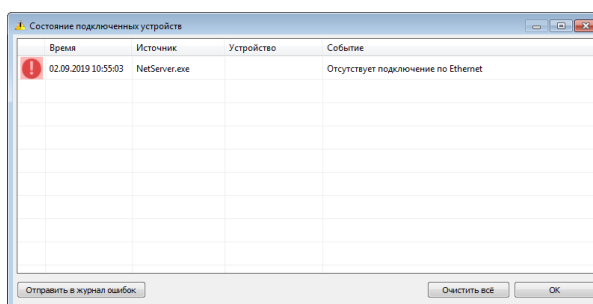 Состояние подключенных устройств
Время Источник Устройство Событие
02.09.2019 10:55:03 NetServer.exe Отсутствует подключение по Ethernet
Отправить в журнал ошибок Очистить всё ОК